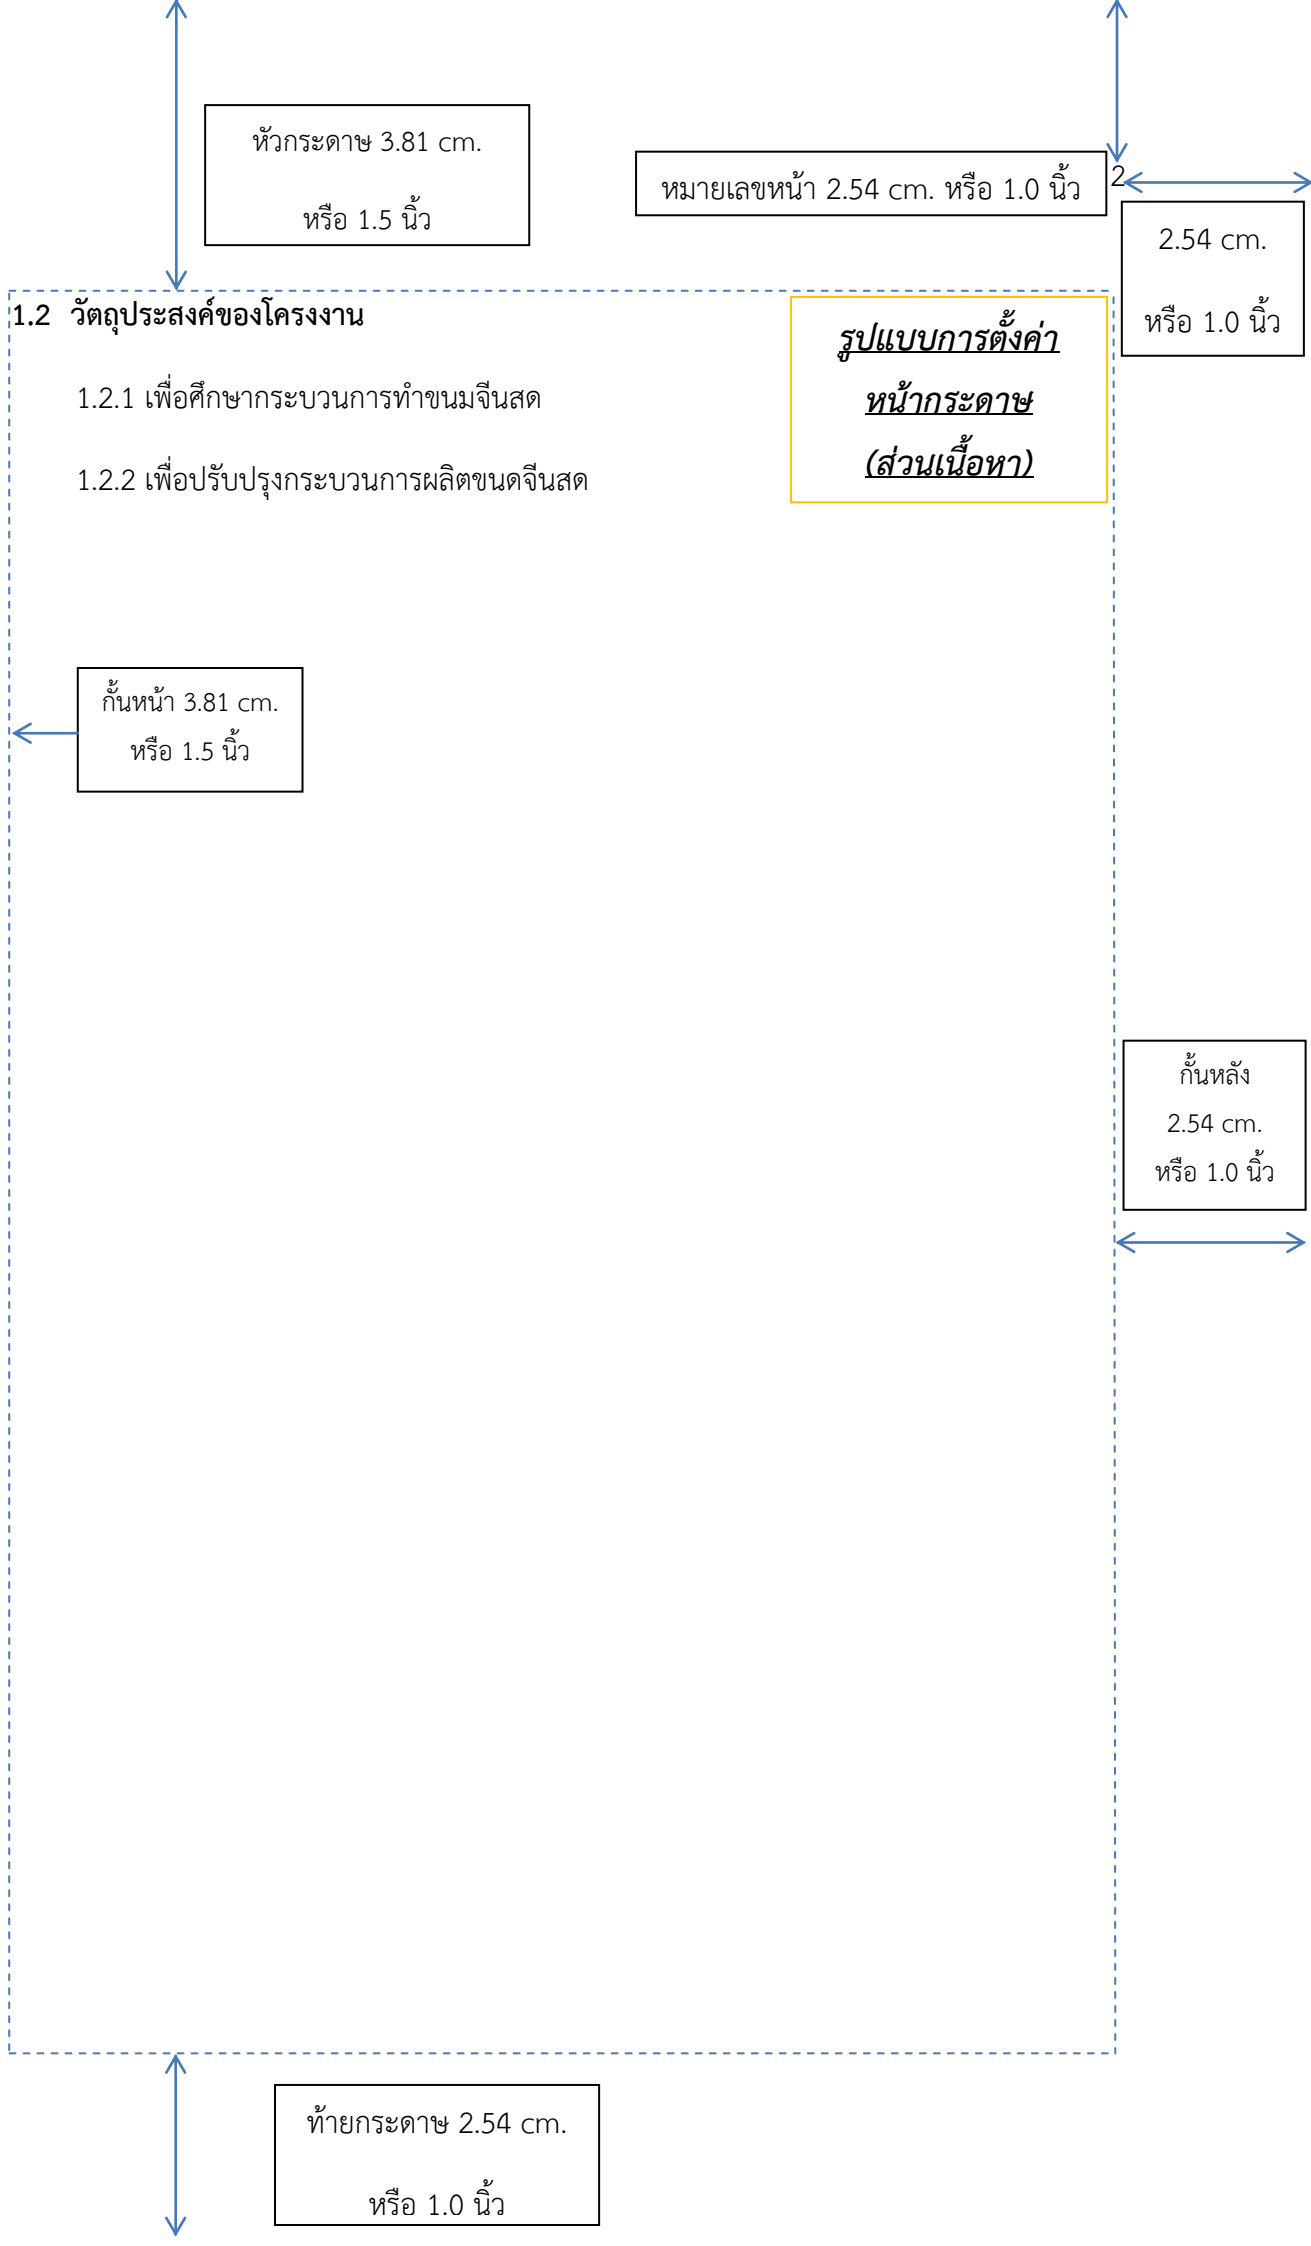 หัวกระดาษ 3.81 cm.
หรือ 1.5 นิ้ว
หมายเลขหน้า 2.54 cm. หรือ 1.0 นิ้ว
2
2.54 cm.
หรือ 1.0 นิ้ว
1.2 วัตถุประสงค์ของโครงงาน
รูปแบบการตั้งค่า
หน้ากระดาษ
(ส่วนเนื้อหา)
1.2.1 เพื่อศึกษากระบวนการทำขนมจีนสด
1.2.2 เพื่อปรับปรุงกระบวนการผลิตขนดจีนสด
กั้นหน้า 3.81 cm.
หรือ 1.5 นิ้ว
กั้นหลัง
2.54 cm.
หรือ 1.0 นิ้ว
ท้ายกระดาษ 2.54 cm.
หรือ 1.0 นิ้ว